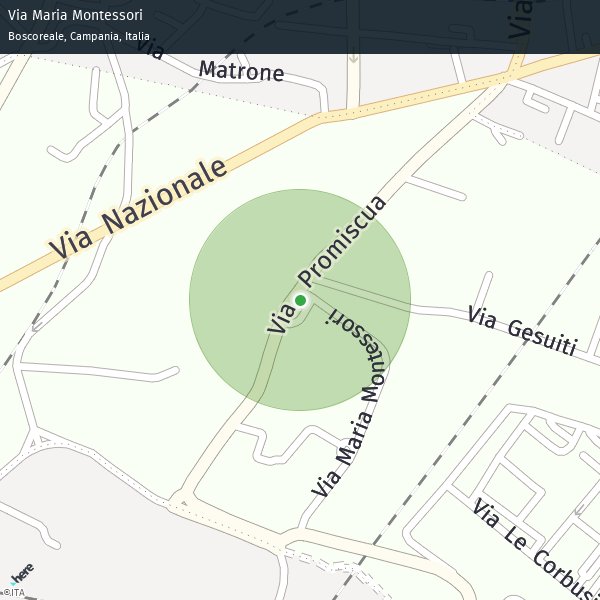 Via Maria Montessori
Boscoreale, Campania, Italia
Via
Via Matrone
Via Nazionale
Via Promiscua
Via Gesuiti
Via Maria Montessori
Via Le Corbusi
here
©ITA